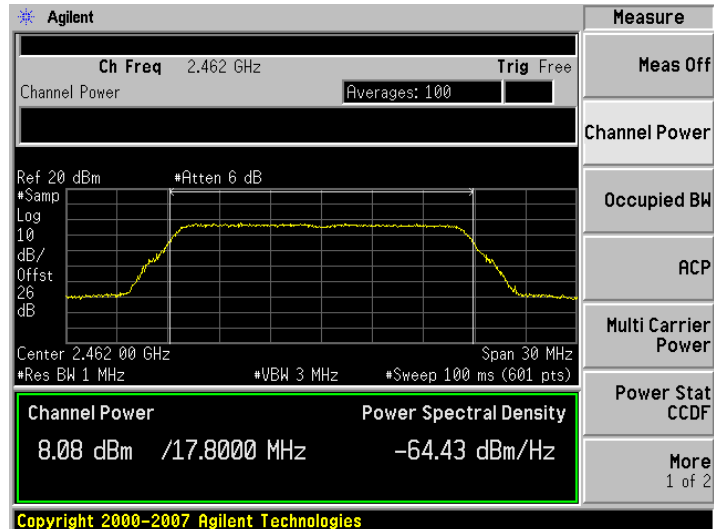 Agilent
Measure
Ch Freq 2.462 GHz Trig Free
Meas Off
Channel Power Averages: 100
Channel Power
Ref 20 dBm #Atten 6 dB
#Samp
Log
10
dB/
Offst
26
dB
Occupied BW
ACP
Multi Carrier
Power
Center 2.462 00 GHz Span 30 MHz
#Res BW 1 MHz #VBW 3 MHz #Sweep 100 ms (601 pts)
Channel Power Power Spectral Density
8.08 dBm /17.8000 MHz -64.43 dBm/Hz
Power Stat
CCDF
More
1 of 2
Copyright 2000-2007 Agilent Technologies